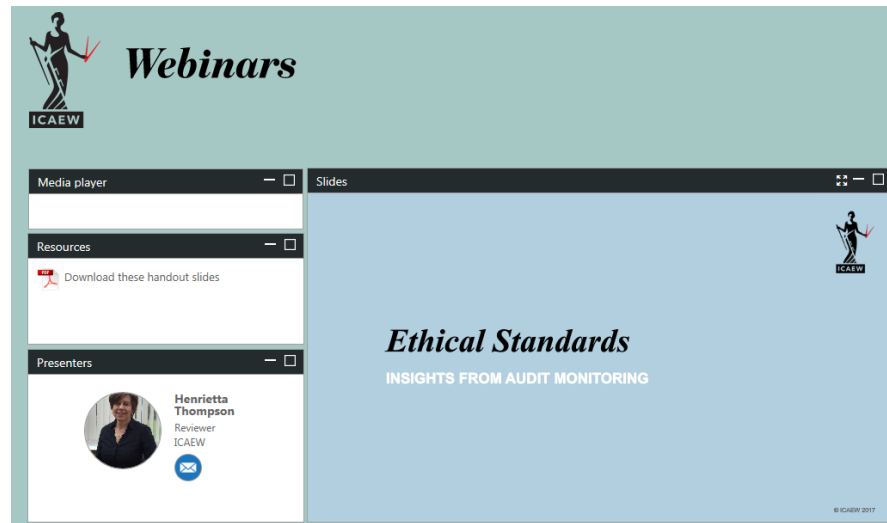 ICAEW
Webinars
Media player
Resources
PDF
Download these handout slides
Presenters
Henrietta
Thompson
Reviewer
ICAEW
Slides
ICAEW
Ethical Standards
INSIGHTS FROM AUDIT MONITORING
© ICAEW 2017